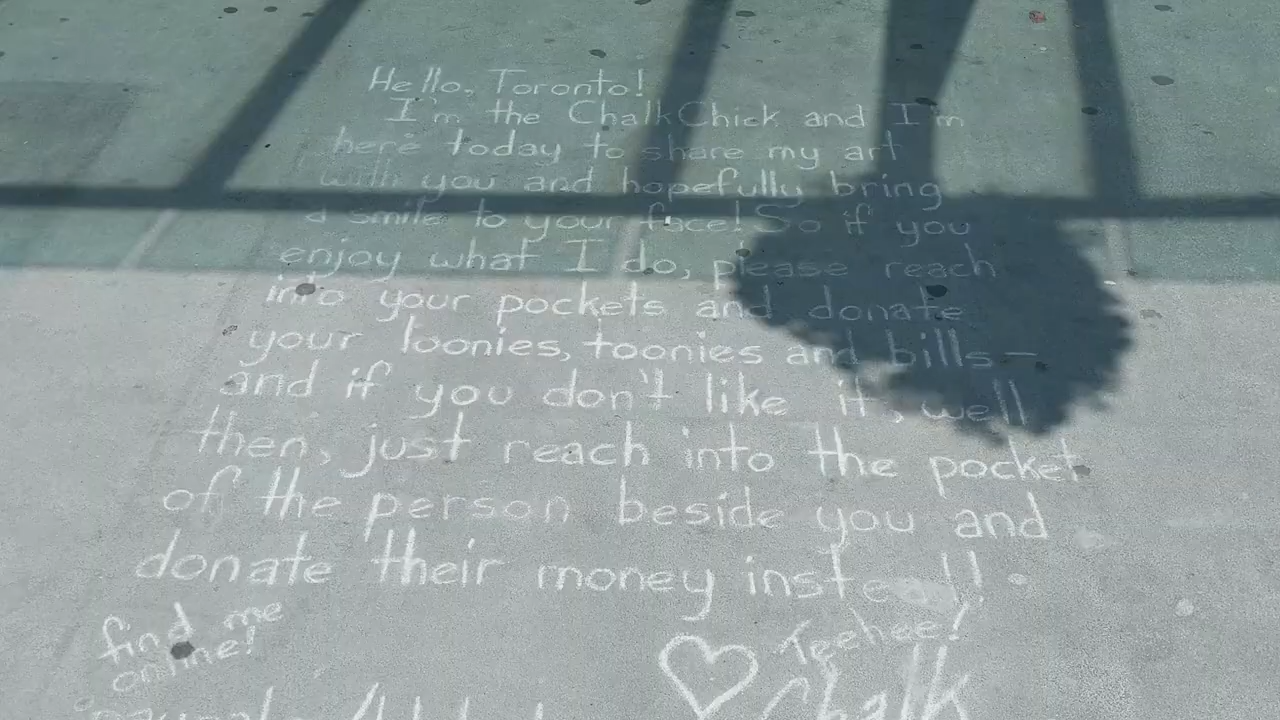 Hello, Toronto!
I'm the ChalkChick and I'm
here today to share my art
with you and hopefully bring
a smile to your face! So if you
enjoy what I do, please reach
into your pockets and donate
your loonies, toonies and bills—
and if you don't like it, well
then, just reach into the pocket
of the person beside you and
donate their money instead!!
Teehee!
find me
online!
Chalk